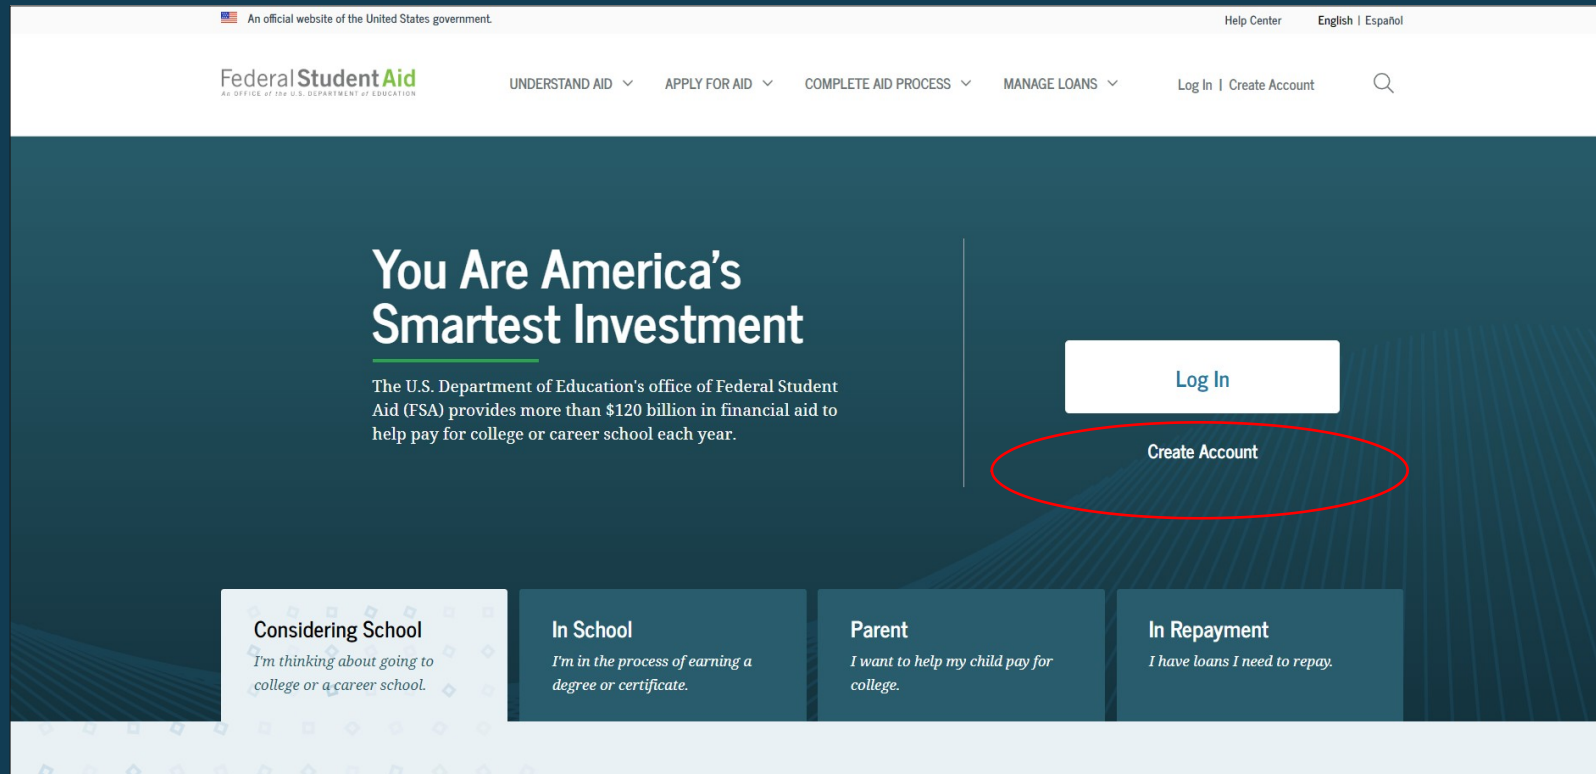 An official website of the United States government.
Help Center English | Español
Federal Student Aid
An OFFICE of the U.S. DEPARTMENT of EDUCATION
UNDERSTAND AID APPLY FOR AID COMPLETE AID PROCESS MANAGE LOANS Log In | Create Account
You Are America's
Smartest Investment
The U.S. Department of Education's office of Federal Student
Aid (FSA) provides more than $120 billion in financial aid to
help pay for college or career school each year.
Log In
Create Account
Considering School
I'm thinking about going to
college or a career school.
In School
I'm in the process of earning a
degree or certificate.
Parent
I want to help my child pay for
college.
In Repayment
I have loans I need to repay.